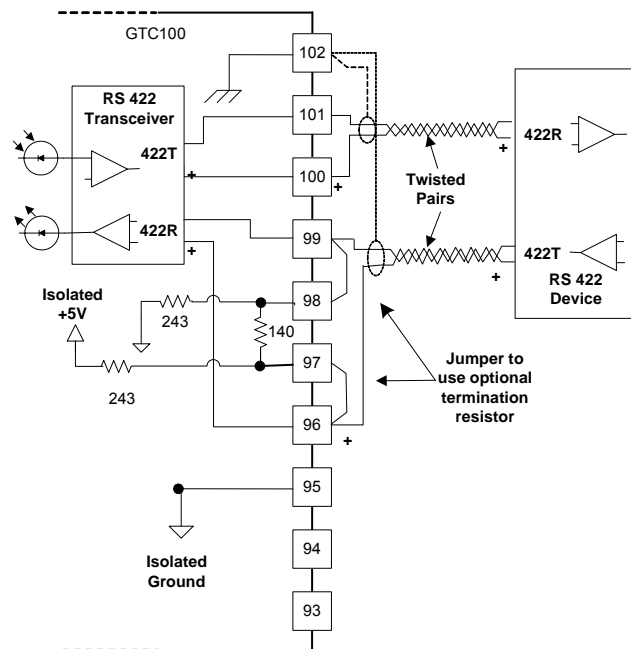 GTC100
102
RS 422
Transceiver
101
422T
+
100
+
422R
+
99
422R
+
Twisted
Pairs
422T
+
RS 422
Device
Isolated
+5V
98
243
140
97
243
Jumper to
use optional
termination
resistor
96
+
95
Isolated
Ground
94
93